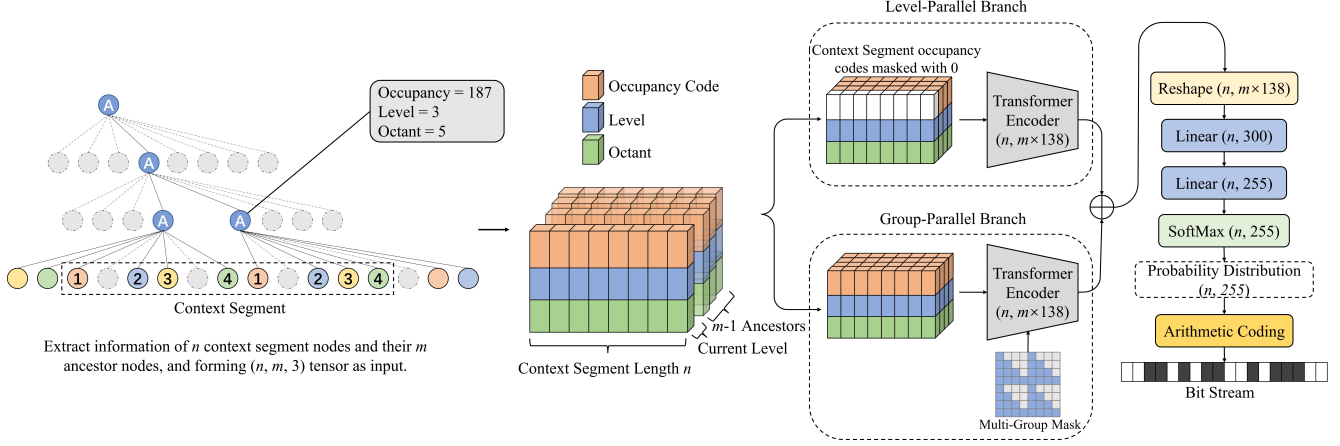 A
A
A
A
Occupancy = 187
Level = 3
Octant = 5
1
2
3
4
1
2
3
4
Context Segment
Extract information of n context segment nodes and their m
ancestor nodes, and forming (n, m, 3) tensor as input.
Occupancy Code
Level
Octant
m-1 Ancestors
Current Level
Context Segment Length n
Level-Parallel Branch
Context Segment occupancy
codes masked with 0
Transformer
Encoder
(n, m×138)
Group-Parallel Branch
Transformer
Encoder
(n, m×138)
Multi-Group Mask
Reshape (n, m×138)
Linear (n, 300)
Linear (n, 255)
SoftMax (n, 255)
Probability Distribution
(n, 255)
Arithmetic Coding
Bit Stream